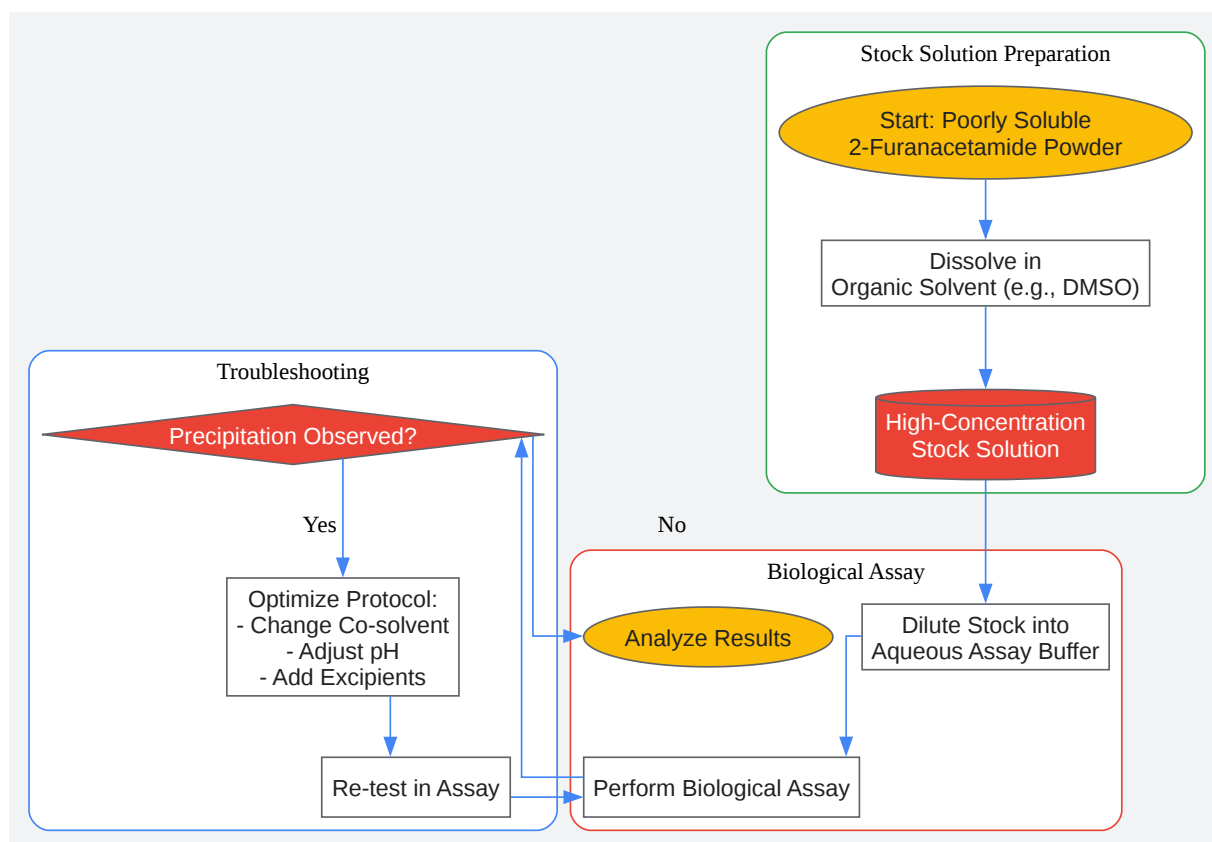 Stock Solution Preparation
Start: Poorly Soluble
2-Furanacetamide Powder
Dissolve in
Organic Solvent (e.g., DMSO)
High-Concentration
Stock Solution
Troubleshooting
Precipitation Observed?
Yes
No
Optimize Protocol:
- Change Co-solvent
- Adjust pH
- Add Excipients
Re-test in Assay
Biological Assay
Dilute Stock into
Aqueous Assay Buffer
Analyze Results
Perform Biological Assay